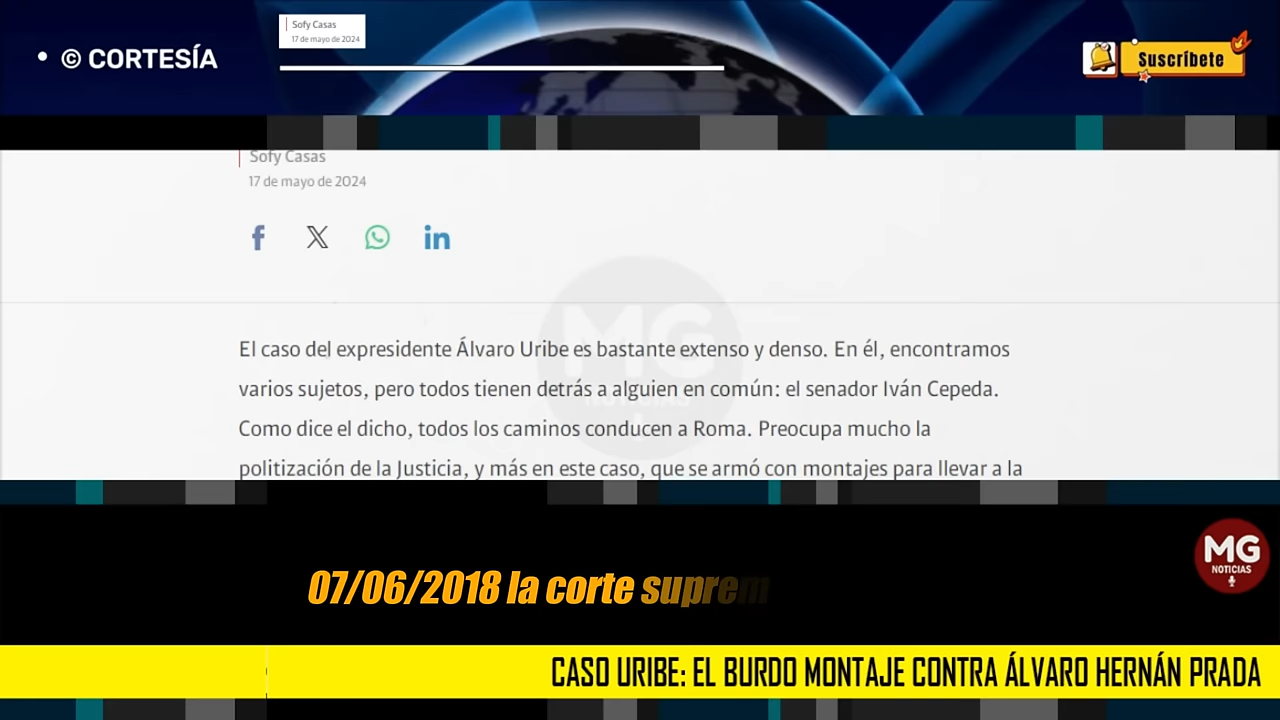 Sofy Casas
17 de mayo de 2024
• © CORTESÍA
Suscríbete
Sofy Casas
17 de mayo de 2024
El caso del expresidente Álvaro Uribe es bastante extenso y denso. En él, encontramos
varios sujetos, pero todos tienen detrás a alguien en común: el senador Iván Cepeda.
Como dice el dicho, todos los caminos conducen a Roma. Preocupa mucho la
politización de la Justicia, y más en este caso, que se armó con montajes para llevar a la
MG
NOTICIAS
07/06/2018 la corte suprem
MG
NOTICIAS
CASO URIBE: EL BURDO MONTAJE CONTRA ÁLVARO HERNÁN PRADA